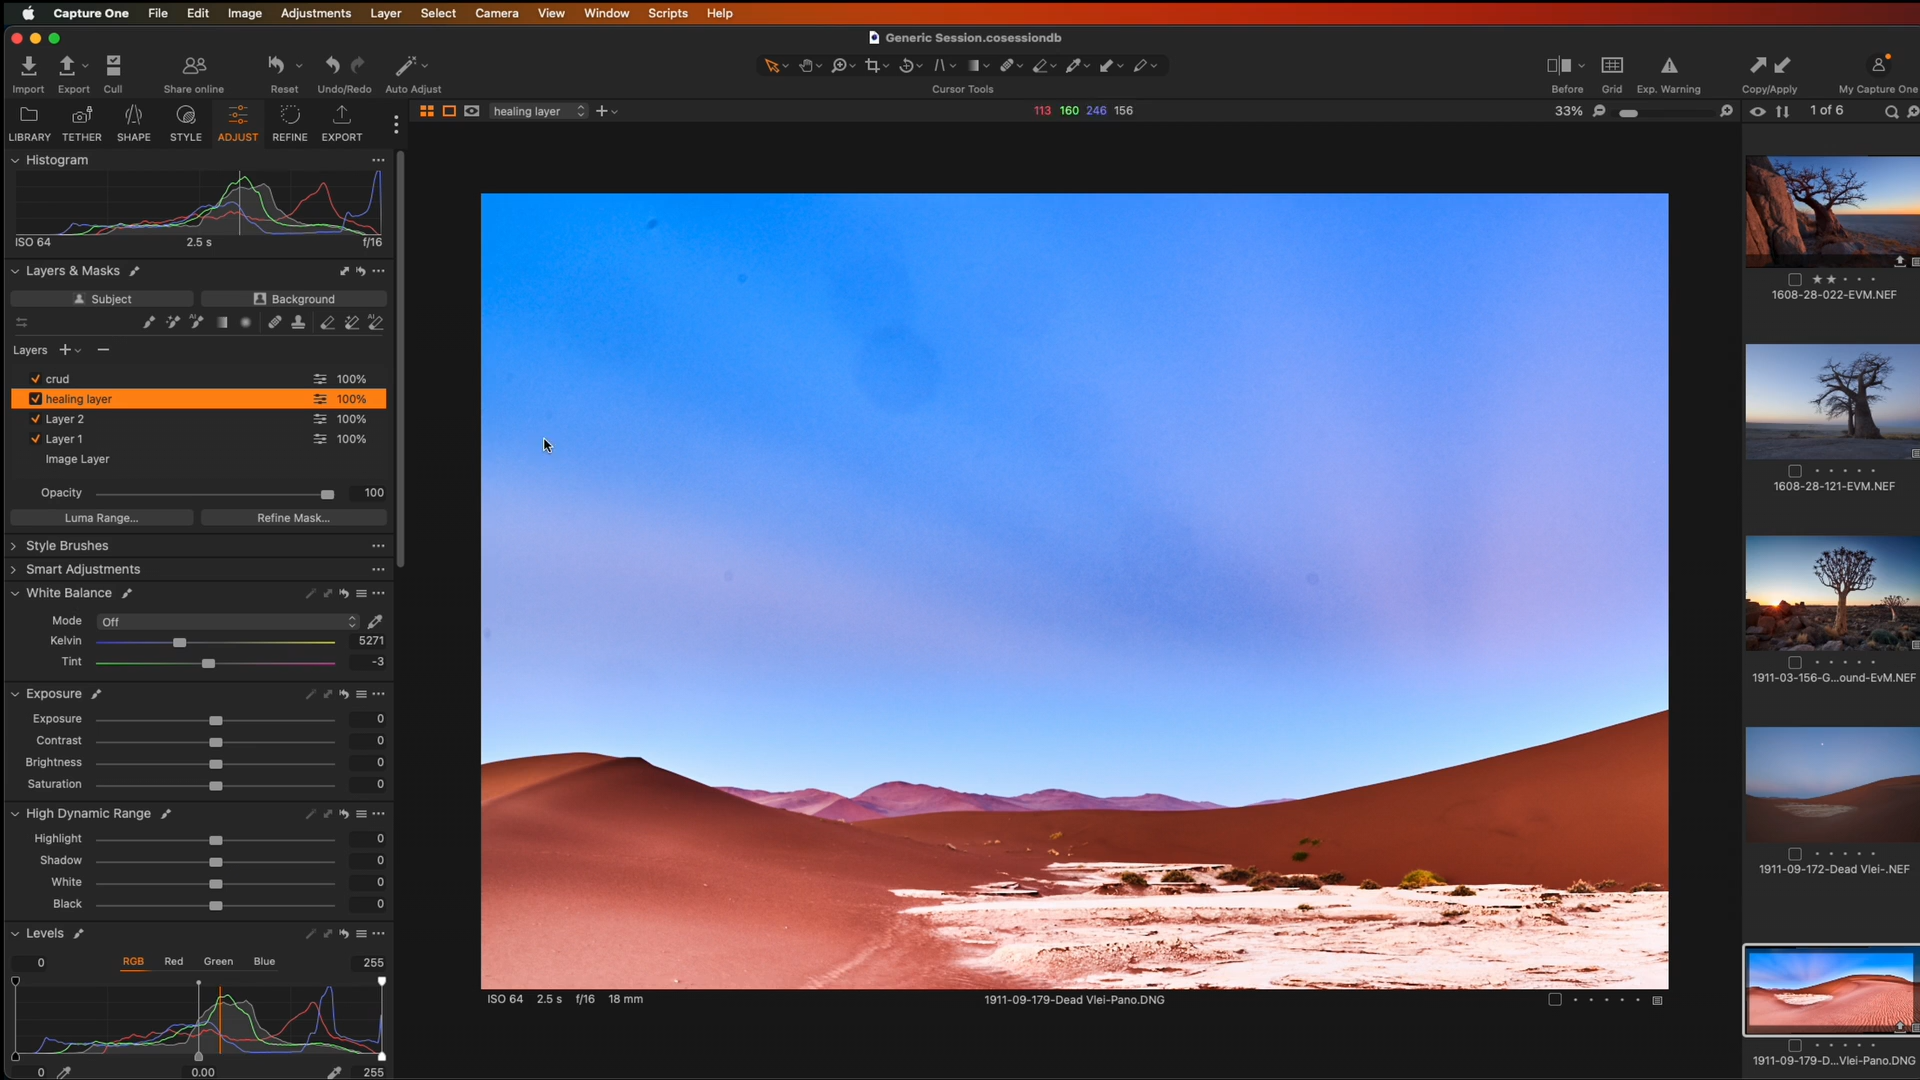 Capture One File Edit Image Adjustments Layer Select Camera View Window Scripts Help
Generic Session.cosessiondb
Import Export Cull Share online Reset Undo/Redo Auto Adjust Cursor Tools Before Grid Exp. Warning Copy/Apply My Capture One
LIBRARY TETHER SHAPE STYLE ADJUST REFINE EXPORT
healing layer
113 160 246 156
33%
1 of 6
Histogram
ISO 64 2.5 s f/16
Layers & Masks
Subject Background
AI AI
Layers
crud 100%
healing layer 100%
Layer 2 100%
Layer 1 100%
Image Layer
Opacity 100
Luma Range... Refine Mask...
Style Brushes
Smart Adjustments
White Balance
Mode Off
Kelvin 5271
Tint -3
Exposure
Exposure 0
Contrast 0
Brightness 0
Saturation 0
High Dynamic Range
Highlight 0
Shadow 0
White 0
Black 0
Levels
0 RGB Red Green Blue 255
0 0.00 255
ISO 64 2.5 s f/16 18 mm
1911-09-179-Dead Vlei-Pano.DNG
1608-28-022-EVM.NEF
1608-28-121-EVM.NEF
1911-03-156-G...ound-EvM.NEF
1911-09-172-Dead Vlei-.NEF
1911-09-179-D...Vlei-Pano.DNG